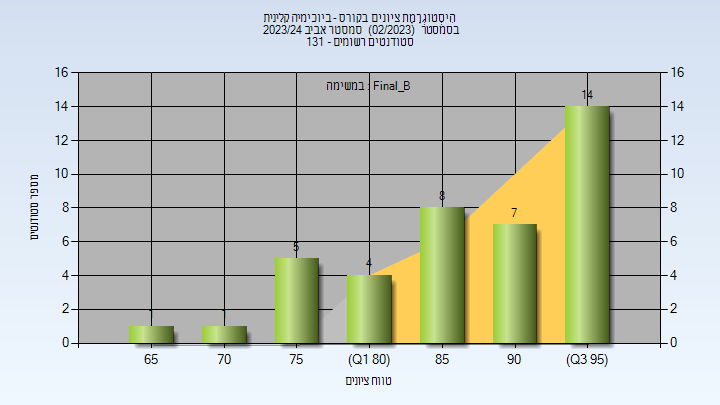 היסטוגרמת ציונים בקורס - ביוכימיה קלינית
בסמסטר (02/2023) סמסטר אביב 2023/24
סטודנטים רשומים - 131
במשימה : Final_B
מספר סטודנטים
16 16
14 14
12 12
10 10
8 8
6 6
4 4
2 2
0 0
1 1 5 4 8 7 14
65 70 75 (Q1 80) 85 90 (Q3 95)
טווח ציונים